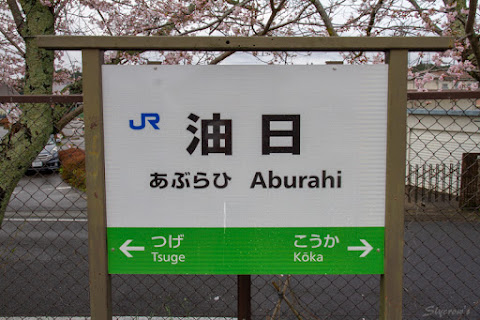 JR 油日
あぶらひ Aburahi
← つげ こうか →
Tsuge Kōka